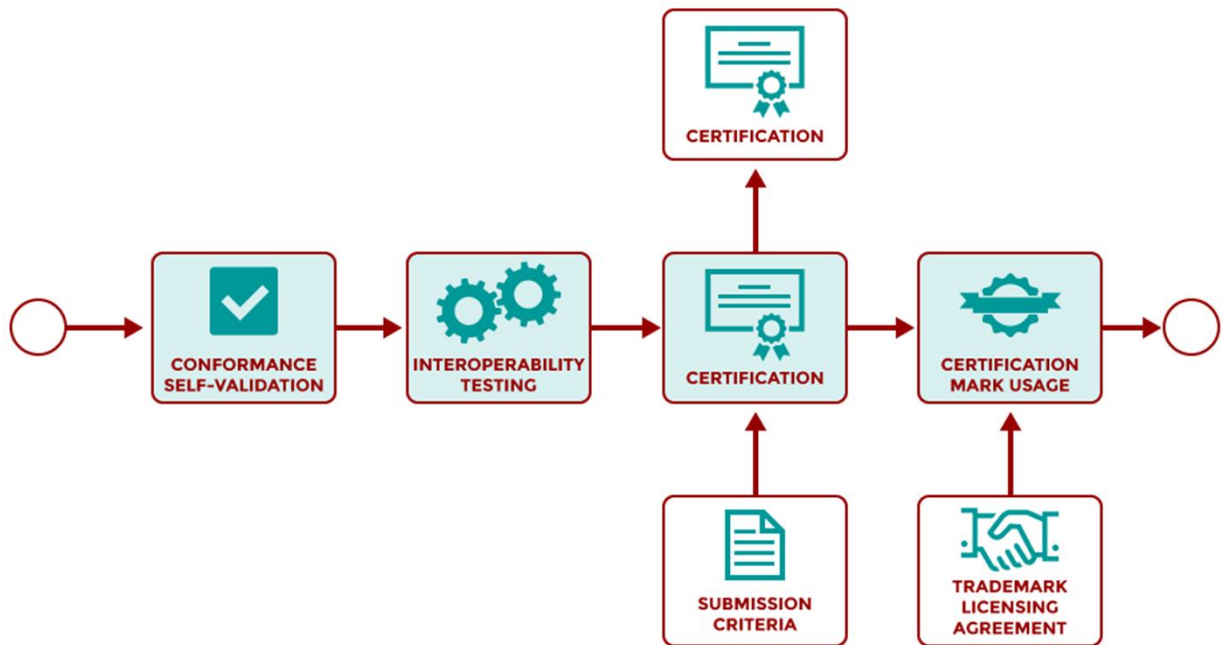 CERTIFICATION
CONFORMANCE
SELF-VALIDATION
INTEROPERABILITY
TESTING
CERTIFICATION
CERTIFICATION
MARK USAGE
SUBMISSION
CRITERIA
TRADEMARK
LICENSING
AGREEMENT